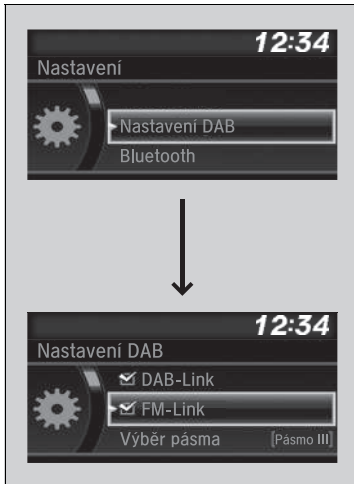 12:34
Nastavení
Nastavení DAB
Bluetooth
12:34
Nastavení DAB
DAB-Link
FM-Link
Výběr pásma [Pásmo III]